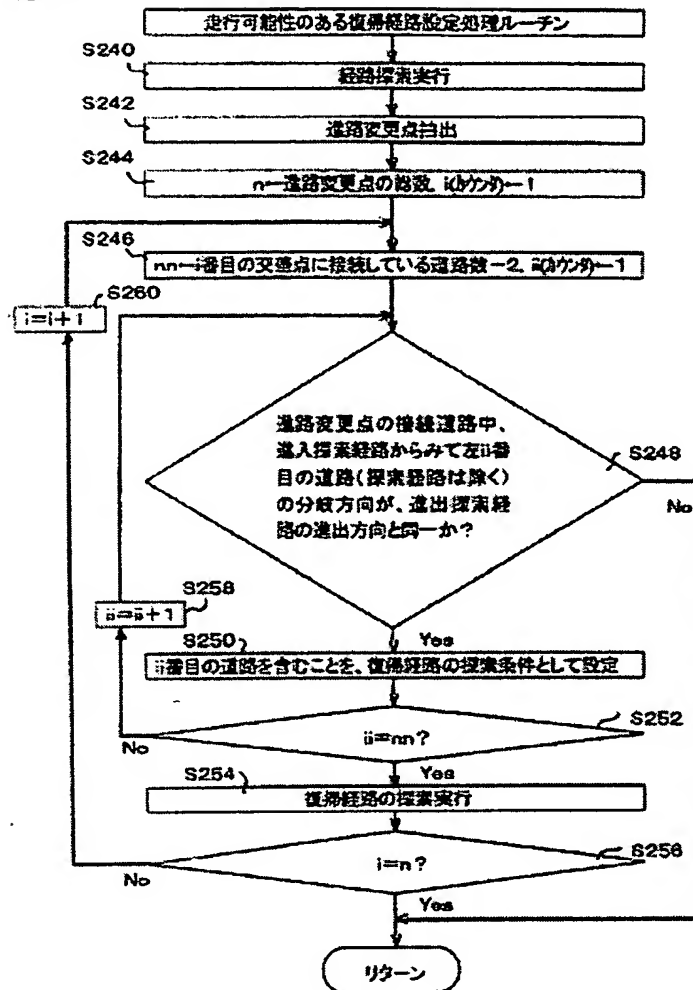 走行可能性のある復帰経路設定処理ルーチン
S240
経路探索実行
S242
進路変更点抽出
S244
n←進路変更点の総数、i(カウンタ)←1
S246
nn←i番目の交差点に接続している道路数-2、ii(カウンタ)←1
S260
i=i+1
進路変更点の接続道路中、
進入探索経路からみて左ii番
目の道路(探索経路は除く)
の分岐方向が、進出探索経
路の進出方向と同一か?
S248
No
S258
ii=ii+1
Yes
S250
ii番目の道路を含むことを、復帰経路の探索条件として設定
S252
ii=nn?
No
Yes
S254
復帰経路の探索実行
S256
i=n?
No
Yes
リターン